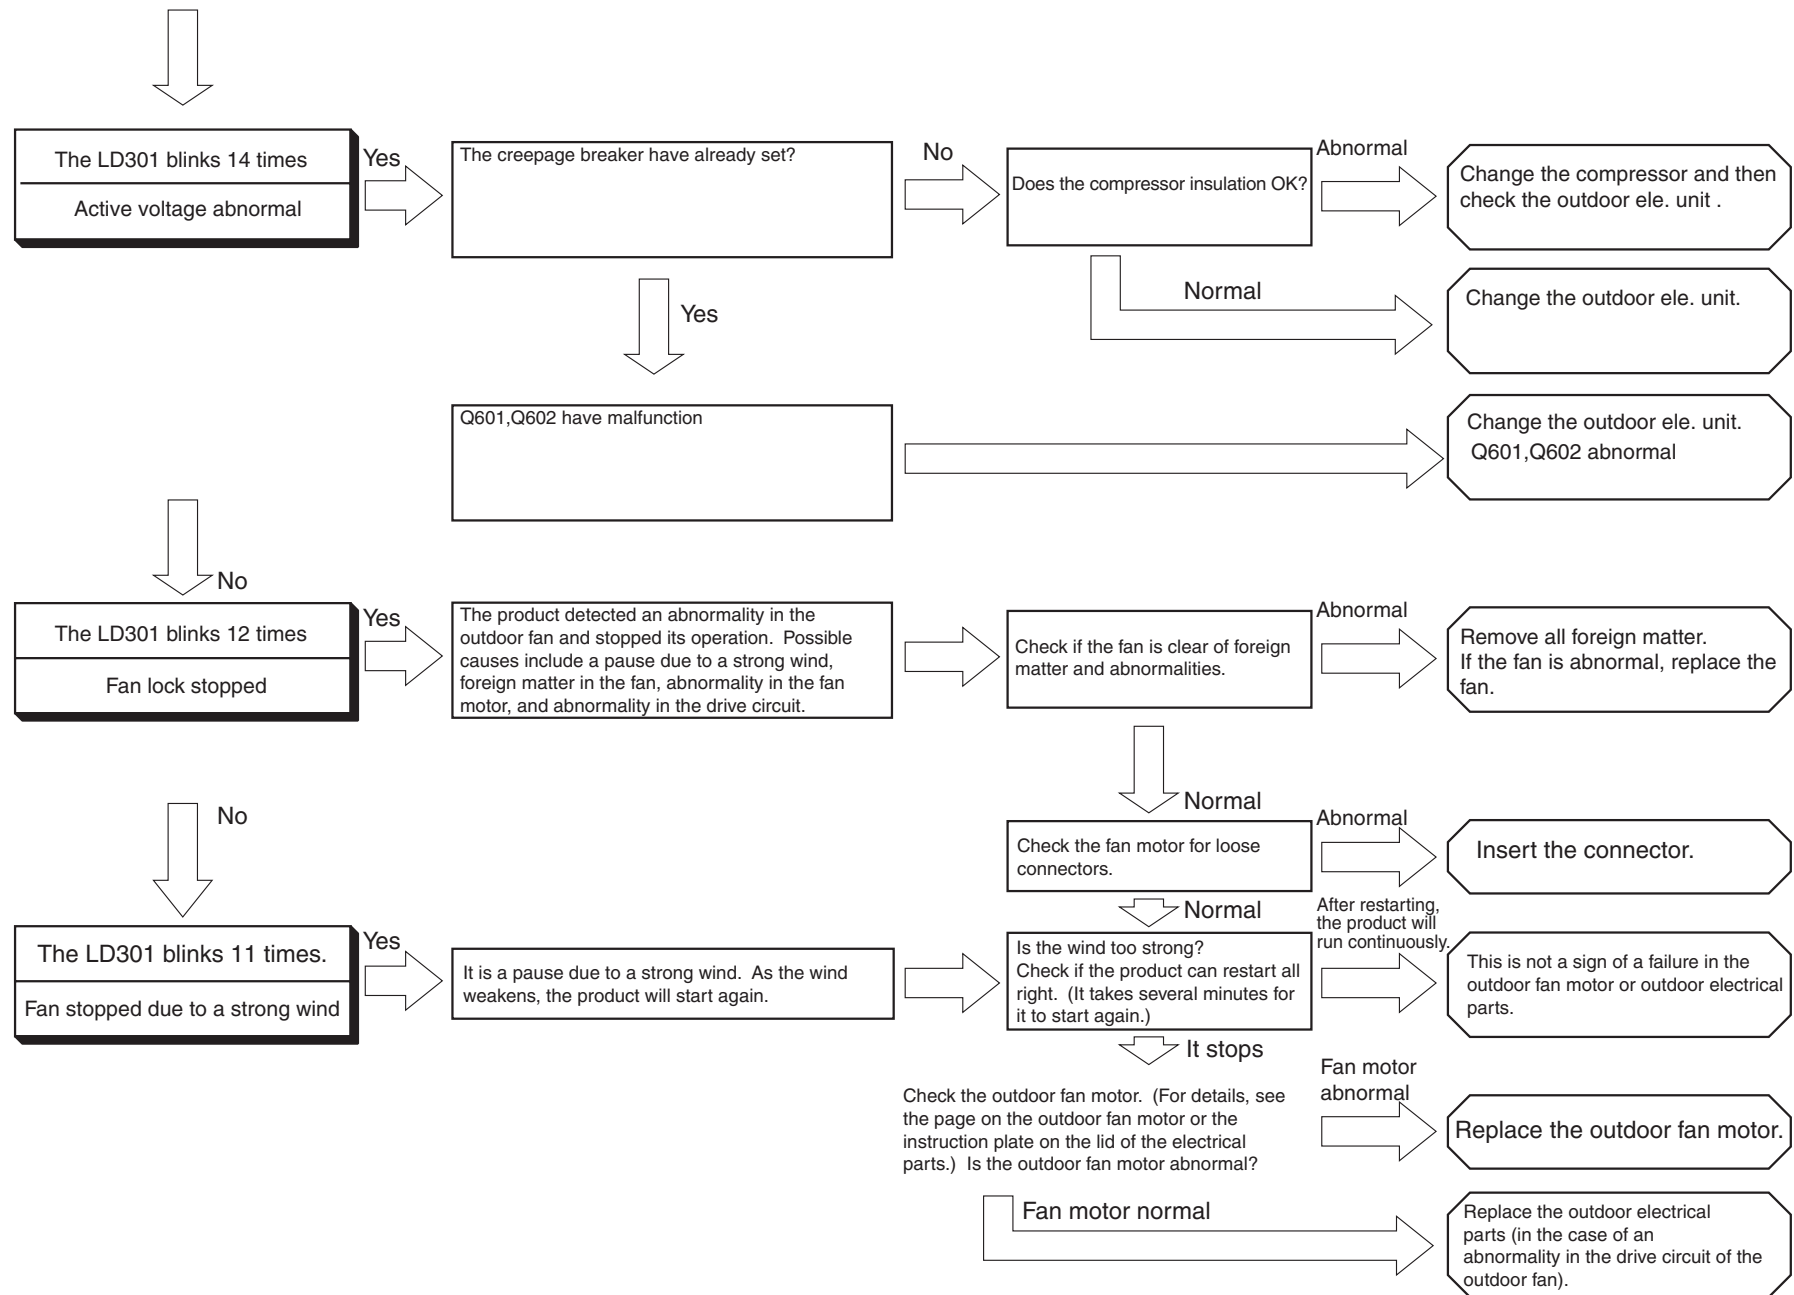 The LD301 blinks 14 times
Active voltage abnormal
Yes
The creepage breaker have already set?
No
Does the compressor insulation OK?
Abnormal
Change the compressor and then
check the outdoor ele. unit .
Normal
Change the outdoor ele. unit.
Yes
Q601,Q602 have malfunction
Change the outdoor ele. unit.
Q601,Q602 abnormal
No
The LD301 blinks 12 times
Fan lock stopped
Yes
The product detected an abnormality in the
outdoor fan and stopped its operation. Possible
causes include a pause due to a strong wind,
foreign matter in the fan, abnormality in the fan
motor, and abnormality in the drive circuit.
Check if the fan is clear of foreign
matter and abnormalities.
Abnormal
Remove all foreign matter.
If the fan is abnormal, replace the
fan.
Normal
No
Check the fan motor for loose
connectors.
Abnormal
Insert the connector.
Normal
The LD301 blinks 11 times.
Fan stopped due to a strong wind
Yes
It is a pause due to a strong wind. As the wind
weakens, the product will start again.
Is the wind too strong?
Check if the product can restart all
right. (It takes several minutes for
it to start again.)
After restarting,
the product will
run continuously.
This is not a sign of a failure in the
outdoor fan motor or outdoor electrical
parts.
It stops
Check the outdoor fan motor. (For details, see
the page on the outdoor fan motor or the
instruction plate on the lid of the electrical
parts.) Is the outdoor fan motor abnormal?
Fan motor
abnormal
Replace the outdoor fan motor.
Fan motor normal
Replace the outdoor electrical
parts (in the case of an
abnormality in the drive circuit of the
outdoor fan).